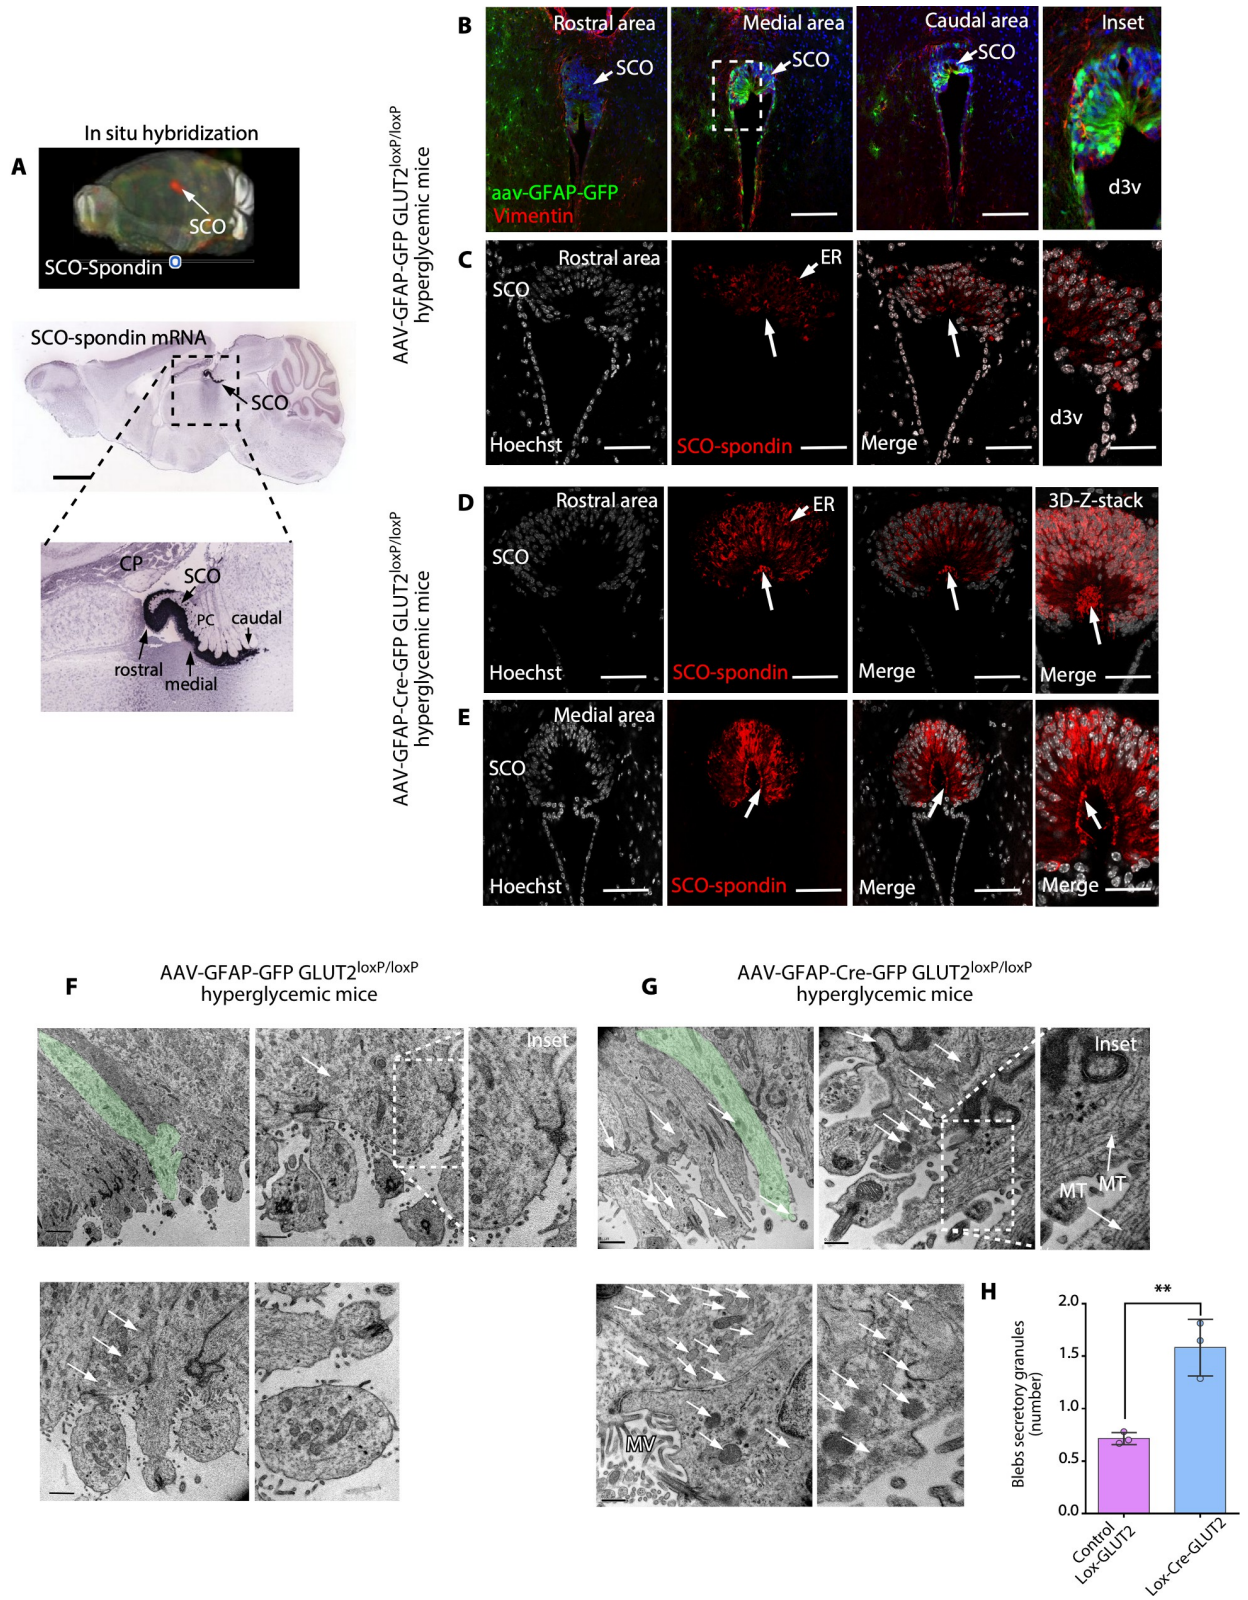 A
In situ hybridization
SCO
SCO-Spondin
SCO-spondin mRNA
SCO
CP
SCO
PC
caudal
rostral
medial
AAV-GFAP-GFP GLUT2loxP/loxP
hyperglycemic mice
B
Rostral area
SCO
aav-GFAP-GFP
Vimentin
Medial area
SCO
Caudal area
SCO
Inset
d3v
C
Rostral area
SCO
Hoechst
ER
SCO-spondin
Merge
d3v
AAV-GFAP-Cre-GFP GLUT2loxP/loxP
hyperglycemic mice
D
Rostral area
SCO
Hoechst
ER
SCO-spondin
Merge
3D-Z-stack
Merge
E
Medial area
SCO
Hoechst
SCO-spondin
Merge
Merge
F
AAV-GFAP-GFP GLUT2loxP/loxP
hyperglycemic mice
Inset
G
AAV-GFAP-Cre-GFP GLUT2loxP/loxP
hyperglycemic mice
Inset
MT
MT
MV
H
Blebs secretory granules
(number)
2.0
1.5
1.0
0.5
0.0
**
Control
Lox-GLUT2
Lox-Cre-GLUT2